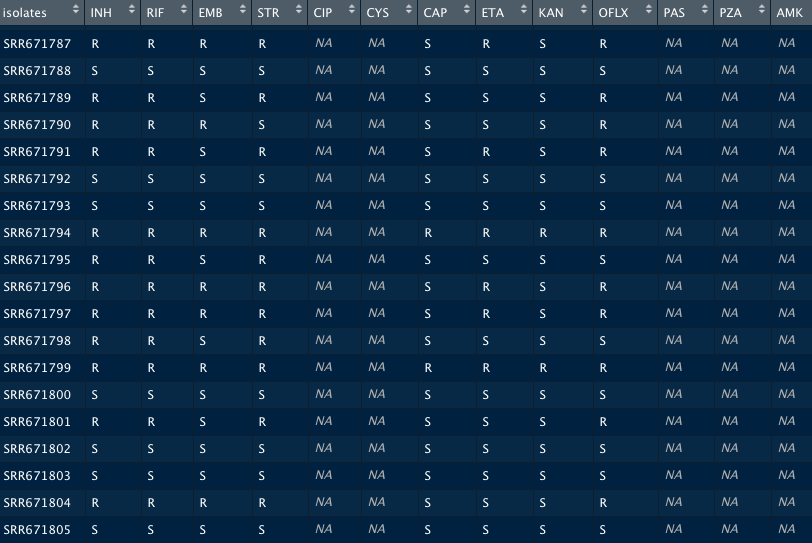 isolates INH RIF EMB STR CIP CYS CAP ETA KAN OFLX PAS PZA AMK
SRR671787 R R R R NA NA S R S R NA NA NA
SRR671788 S S S S NA NA S S S S NA NA NA
SRR671789 R R S R NA NA S S S R NA NA NA
SRR671790 R R R S NA NA S S S R NA NA NA
SRR671791 R R S R NA NA S R S R NA NA NA
SRR671792 S S S S NA NA S S S S NA NA NA
SRR671793 S S S S NA NA S S S S NA NA NA
SRR671794 R R R R NA NA R R R R NA NA NA
SRR671795 R R S R NA NA S S S S NA NA NA
SRR671796 R R R R NA NA S R S R NA NA NA
SRR671797 R R R R NA NA S R S R NA NA NA
SRR671798 R R S R NA NA S S S R NA NA NA
SRR671799 R R R R NA NA R R R R NA NA NA
SRR671800 S S S S NA NA S S S S NA NA NA
SRR671801 R R S R NA NA S S S R NA NA NA
SRR671802 S S S S NA NA S S S S NA NA NA
SRR671803 S S S S NA NA S S S S NA NA NA
SRR671804 R R R R NA NA S S S R NA NA NA
SRR671805 S S S S NA NA S S S S NA NA NA